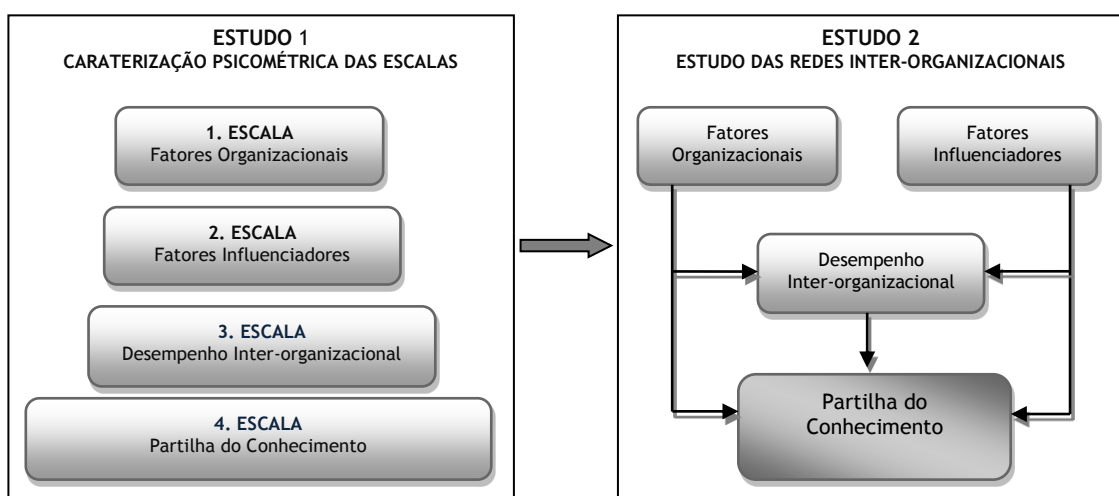 ESTUDO 1
CARATERIZAÇÃO PSICOMÉTRICA DAS ESCALAS
1. ESCALA
Fatores Organizacionais
2. ESCALA
Fatores Influenciadores
3. ESCALA
Desempenho Inter-organizacional
4. ESCALA
Partilha do Conhecimento
ESTUDO 2
ESTUDO DAS REDES INTER-ORGANIZACIONAIS
Fatores
Organizacionais
Fatores
Influenciadores
Desempenho
Inter-organizacional
Partilha do
Conhecimento